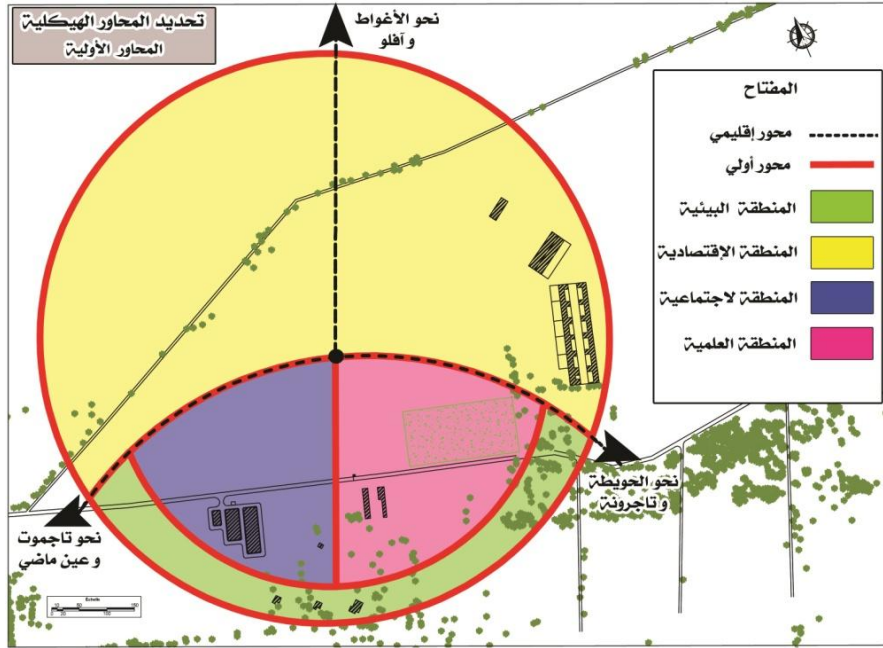 تحديد المحاور الهيكلية
المحاور الأولية
نحو الأغواط
و آفلو
المفتاح
محور إقليمي
محور أولي
المنطقة البيئية
المنطقة الإقتصادية
المنطقة لاجتماعية
المنطقة العلمية
نحو الحويطة
و تاجرونة
نحو تاجموت
و عين ماضي
Echelle